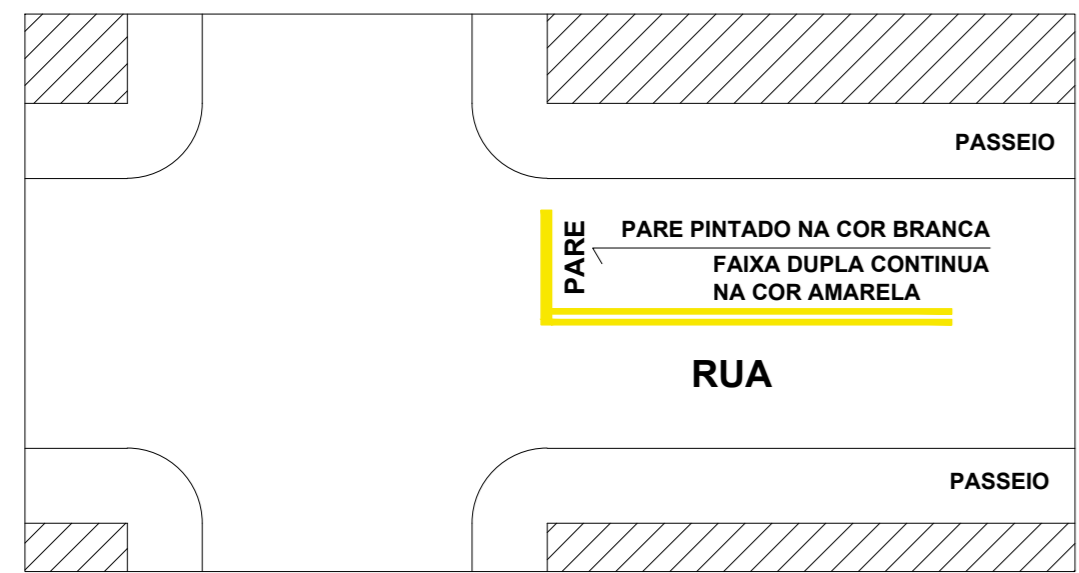 PASSEIO
PARE
PARE PINTADO NA COR BRANCA
FAIXA DUPLA CONTINUA
NA COR AMARELA
RUA
PASSEIO